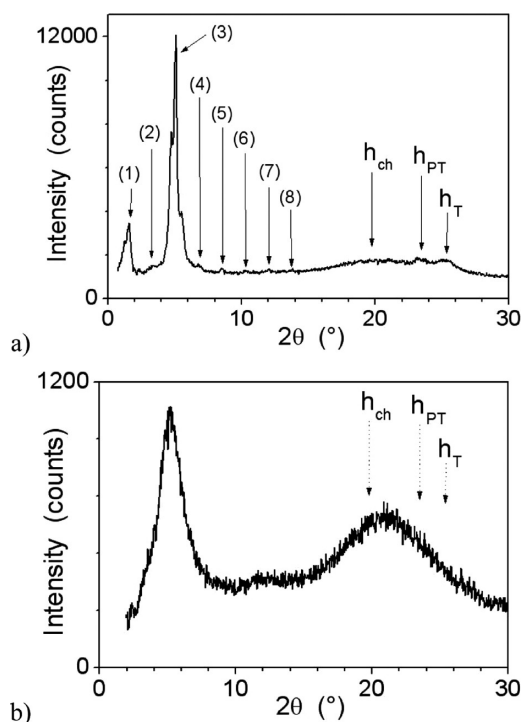 12000
(3)
(4)
(5)
(6)
(7)
(8)
(2)
(1)
h_ch
h_PT
h_T
Intensity (counts)
0
0 10 20 30
2θ (°)
a)
1200
h_ch
h_PT
h_T
Intensity (counts)
0
0 10 20 30
2θ (°)
b)